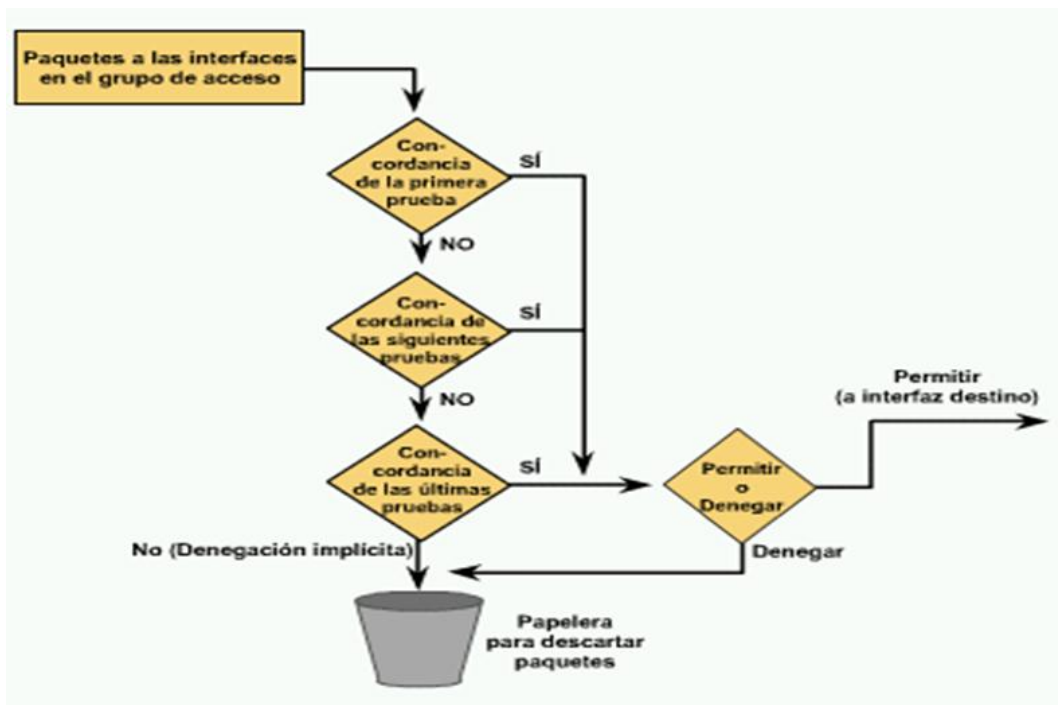 Paquetes a las interfaces
en el grupo de acceso
Con-
cordancia
de la primera
prueba
SÍ
NO
Con-
cordancia de
las siguientes
pruebas
SÍ
NO
Con-
cordancia
de las últimas
pruebas
SÍ
No (Denegación implícita)
Permitir
o
Denegar
Permitir
(a interfaz destino)
Denegar
Papelera
para descartar
paquetes